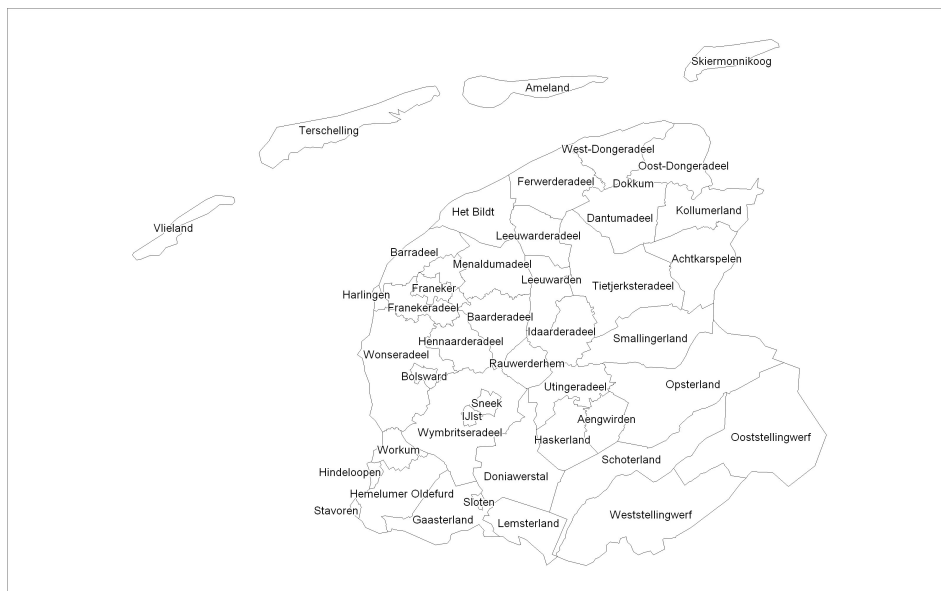 Skiermonnikoog
Ameland
Terschelling
West-Dongeradeel
Oost-Dongeradeel
Ferwerderadeel
Dokkum
Het Bildt
Dantumadeel
Kollumerland
Vlieland
Leeuwarderadeel
Barradeel
Menaldumadeel
Achtkarspelen
Leeuwarden
Tietjerksteradeel
Harlingen
Franeker
Franekeradeel
Baarderadeel
Idaarderadeel
Hennaarderadeel
Smallingerland
Wonseradeel
Rauwerderhem
Bolsward
Utingeradeel
Opsterland
Sneek
IJlst
Aengwirden
Wymbritseradeel
Haskerland
Ooststellingwerf
Workum
Schoterland
Hindeloopen
Doniawerstal
Hemelumer Oldefurd
Sloten
Stavoren
Gaasterland
Lemsterland
Weststellingwerf